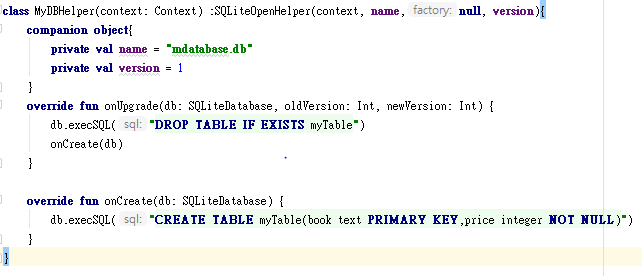 class MyDBHelper(context: Context) :SQLiteOpenHelper(context, name, factory: null, version){
companion object{
private val name = "mdatabase.db"
private val version = 1
}
override fun onUpgrade(db: SQLiteDatabase, oldVersion: Int, newVersion: Int) {
db.execSQL( sql: "DROP TABLE IF EXISTS myTable")
onCreate(db)
}
override fun onCreate(db: SQLiteDatabase) {
db.execSQL( sql: "CREATE TABLE myTable(book text PRIMARY KEY,price integer NOT NULL)")
}
}